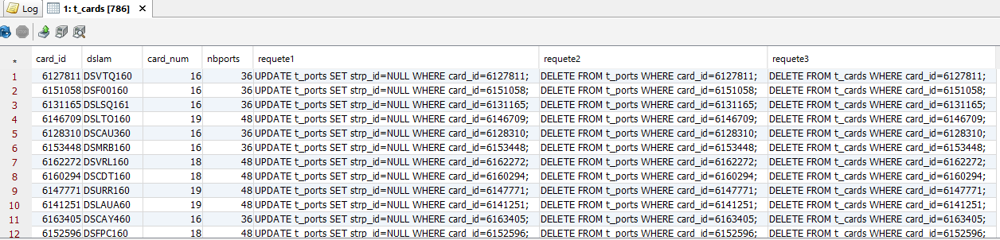 Log 1: t_cards [786]
* card_id dslam card_num nbports requete1 requete2 requete3
1 6127811 DSVTQ160 16 36 UPDATE t_ports SET strp_id=NULL WHERE card_id=6127811; DELETE FROM t_ports WHERE card_id=6127811; DELETE FROM t_cards WHERE card_id=6127811;
2 6151058 DSF00160 16 36 UPDATE t_ports SET strp_id=NULL WHERE card_id=6151058; DELETE FROM t_ports WHERE card_id=6151058; DELETE FROM t_cards WHERE card_id=6151058;
3 6131165 DSLSQ161 16 36 UPDATE t_ports SET strp_id=NULL WHERE card_id=6131165; DELETE FROM t_ports WHERE card_id=6131165; DELETE FROM t_cards WHERE card_id=6131165;
4 6146709 DSLTO160 19 48 UPDATE t_ports SET strp_id=NULL WHERE card_id=6146709; DELETE FROM t_ports WHERE card_id=6146709; DELETE FROM t_cards WHERE card_id=6146709;
5 6128310 DSCAU360 16 36 UPDATE t_ports SET strp_id=NULL WHERE card_id=6128310; DELETE FROM t_ports WHERE card_id=6128310; DELETE FROM t_cards WHERE card_id=6128310;
6 6153448 DSMRB160 16 36 UPDATE t_ports SET strp_id=NULL WHERE card_id=6153448; DELETE FROM t_ports WHERE card_id=6153448; DELETE FROM t_cards WHERE card_id=6153448;
7 6162272 DSVRL160 18 48 UPDATE t_ports SET strp_id=NULL WHERE card_id=6162272; DELETE FROM t_ports WHERE card_id=6162272; DELETE FROM t_cards WHERE card_id=6162272;
8 6160294 DSCDT160 18 48 UPDATE t_ports SET strp_id=NULL WHERE card_id=6160294; DELETE FROM t_ports WHERE card_id=6160294; DELETE FROM t_cards WHERE card_id=6160294;
9 6147771 DSURR160 19 48 UPDATE t_ports SET strp_id=NULL WHERE card_id=6147771; DELETE FROM t_ports WHERE card_id=6147771; DELETE FROM t_cards WHERE card_id=6147771;
10 6141251 DSLAUA60 19 48 UPDATE t_ports SET strp_id=NULL WHERE card_id=6141251; DELETE FROM t_ports WHERE card_id=6141251; DELETE FROM t_cards WHERE card_id=6141251;
11 6163405 DSCAY460 16 36 UPDATE t_ports SET strp_id=NULL WHERE card_id=6163405; DELETE FROM t_ports WHERE card_id=6163405; DELETE FROM t_cards WHERE card_id=6163405;
12 6152596 DSFPC160 18 48 UPDATE t_ports SET strp_id=NULL WHERE card_id=6152596; DELETE FROM t_ports WHERE card_id=6152596; DELETE FROM t_cards WHERE card_id=6152596;